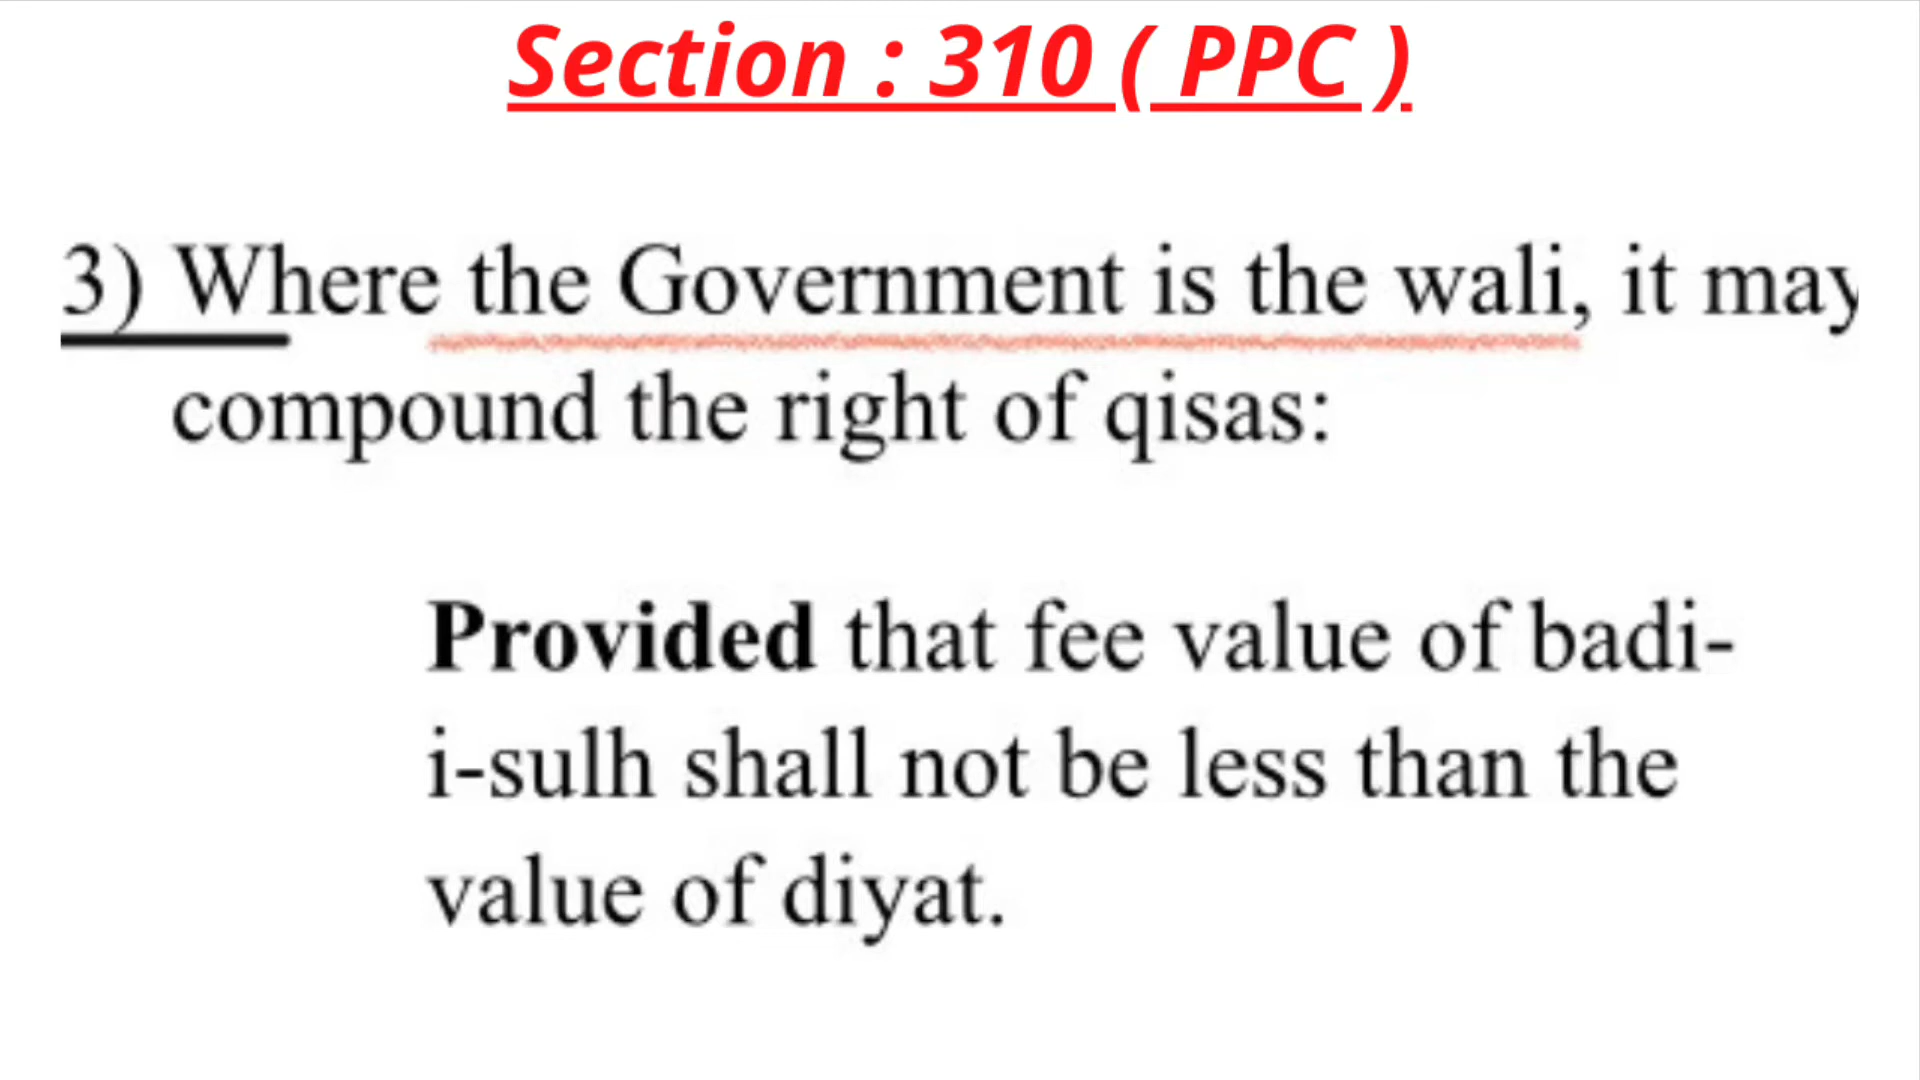 Section : 310 ( PPC )
3) Where the Government is the wali, it may
compound the right of qisas:
Provided that fee value of badi-
i-sulh shall not be less than the
value of diyat.